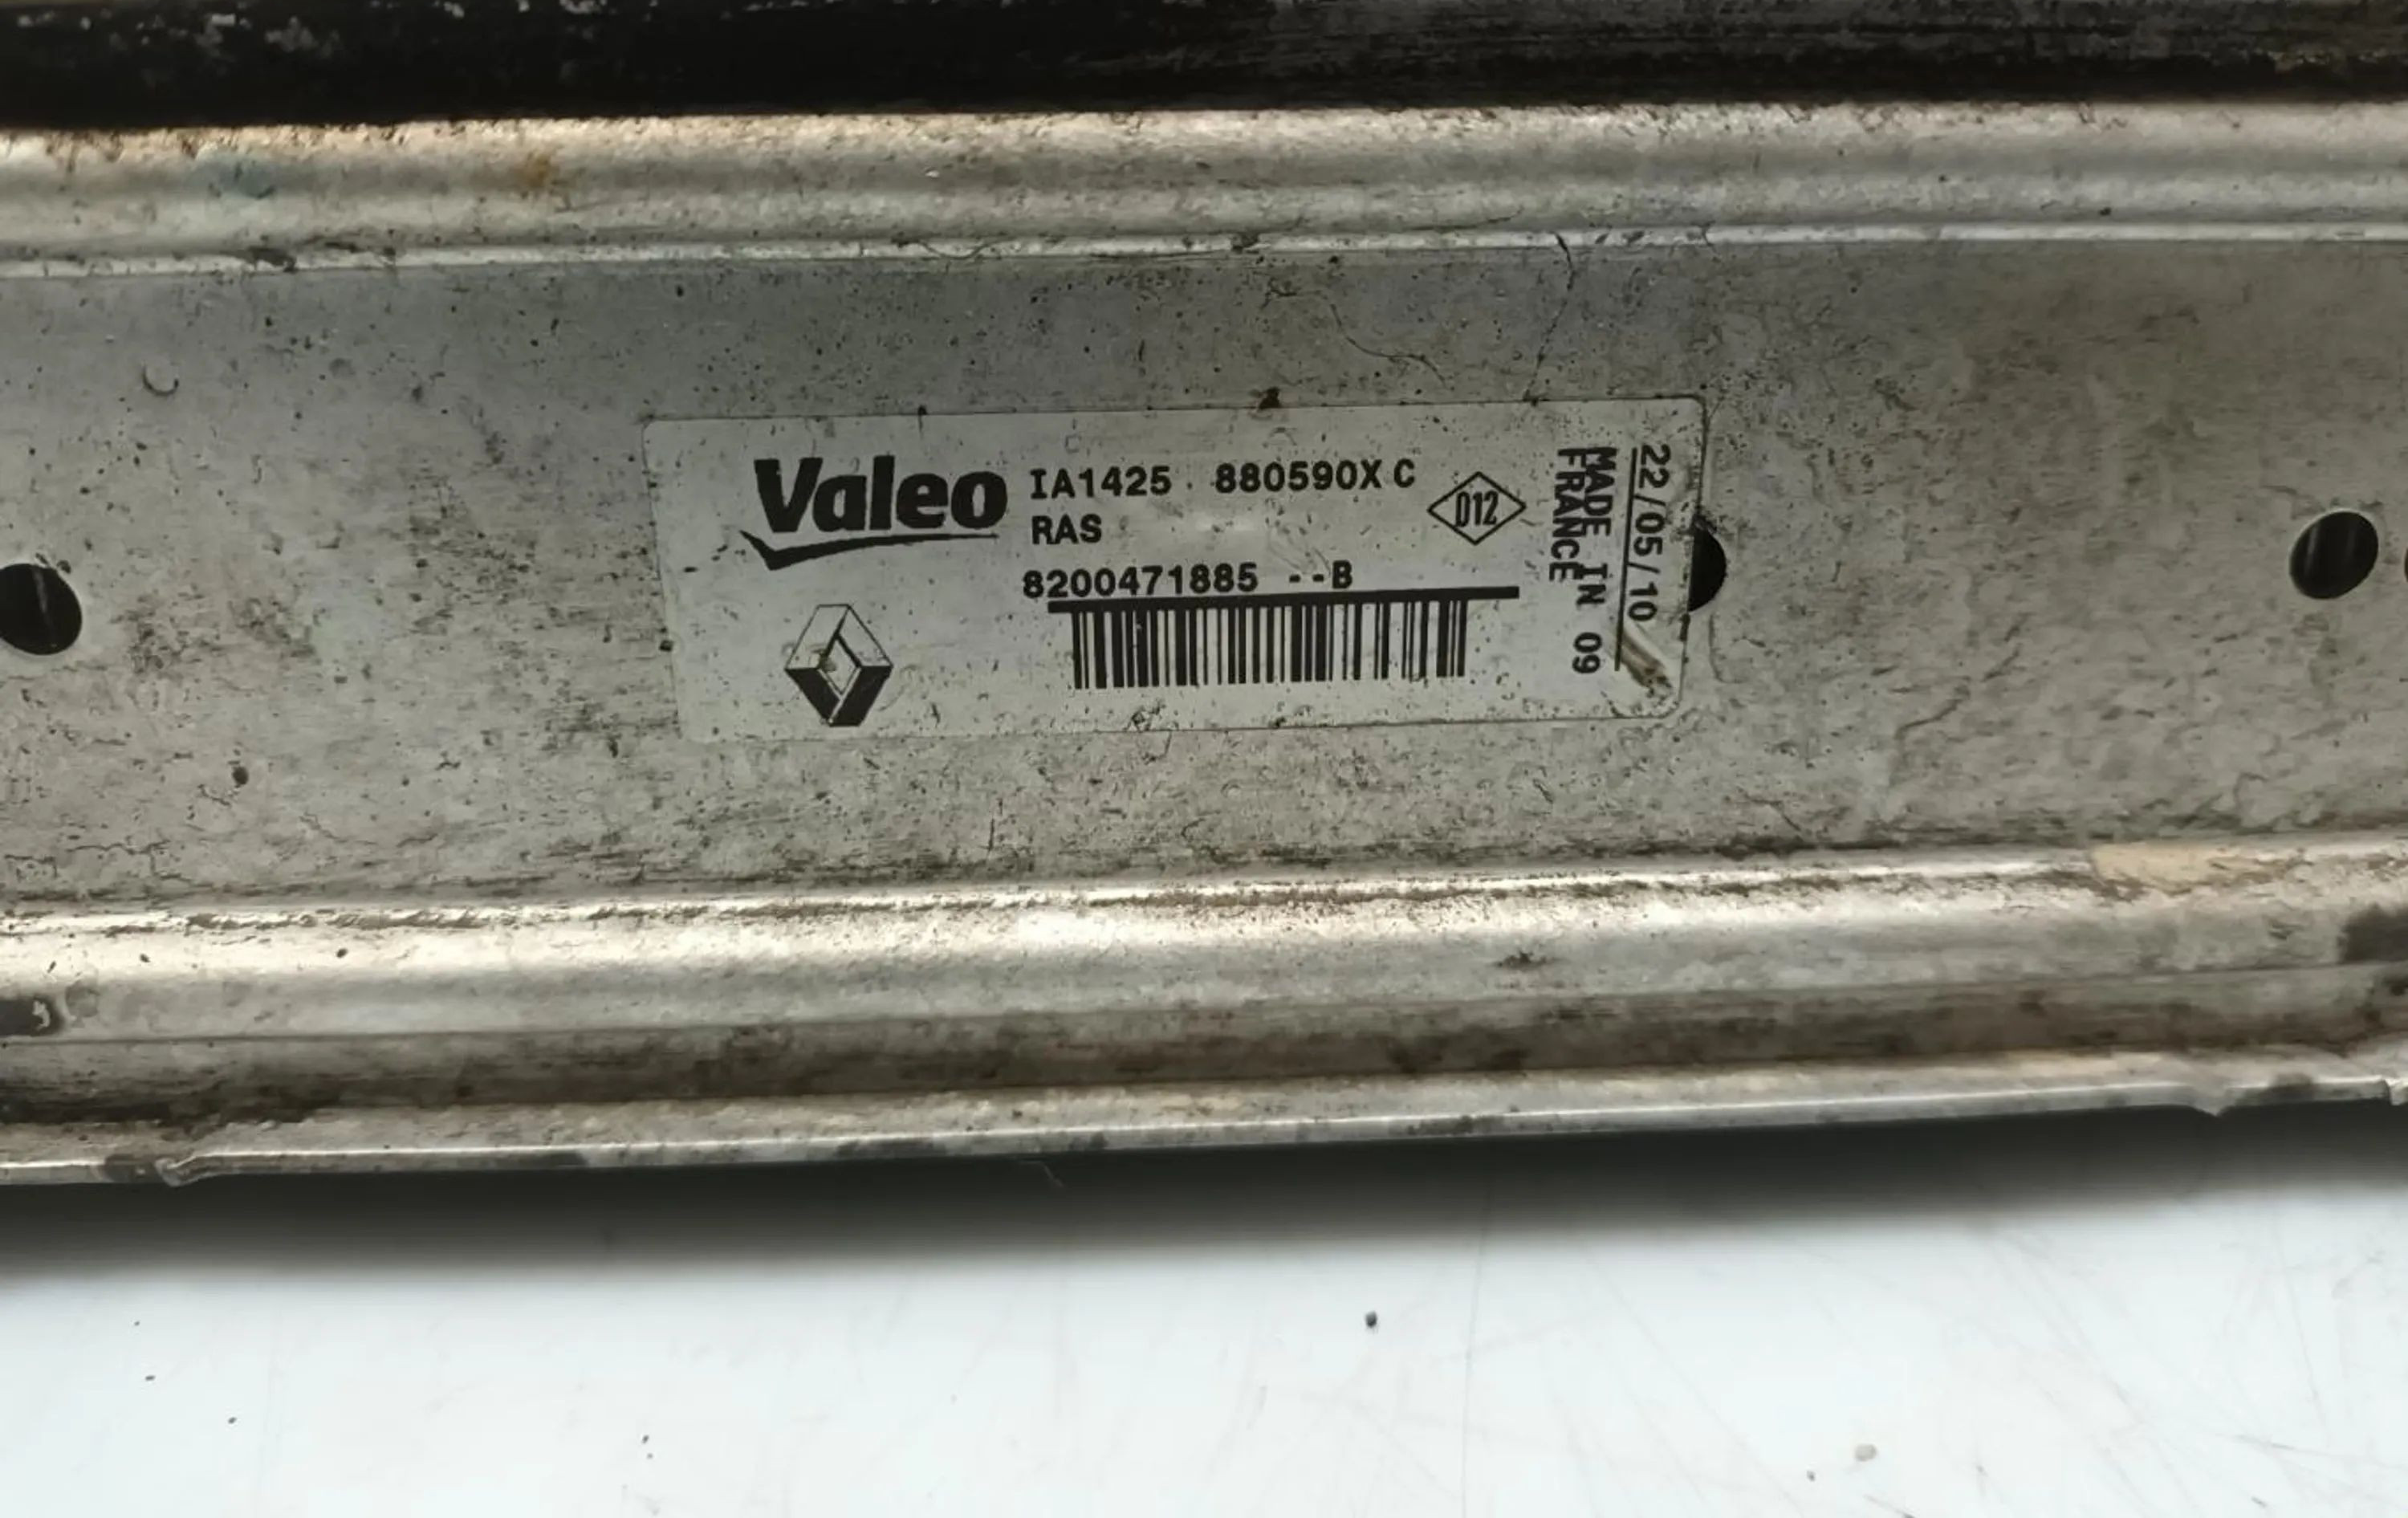 Valeo
IA1425 880590X C
RAS
8200471885 --B
D12
22/05/10
MADE IN 09
FRANCE